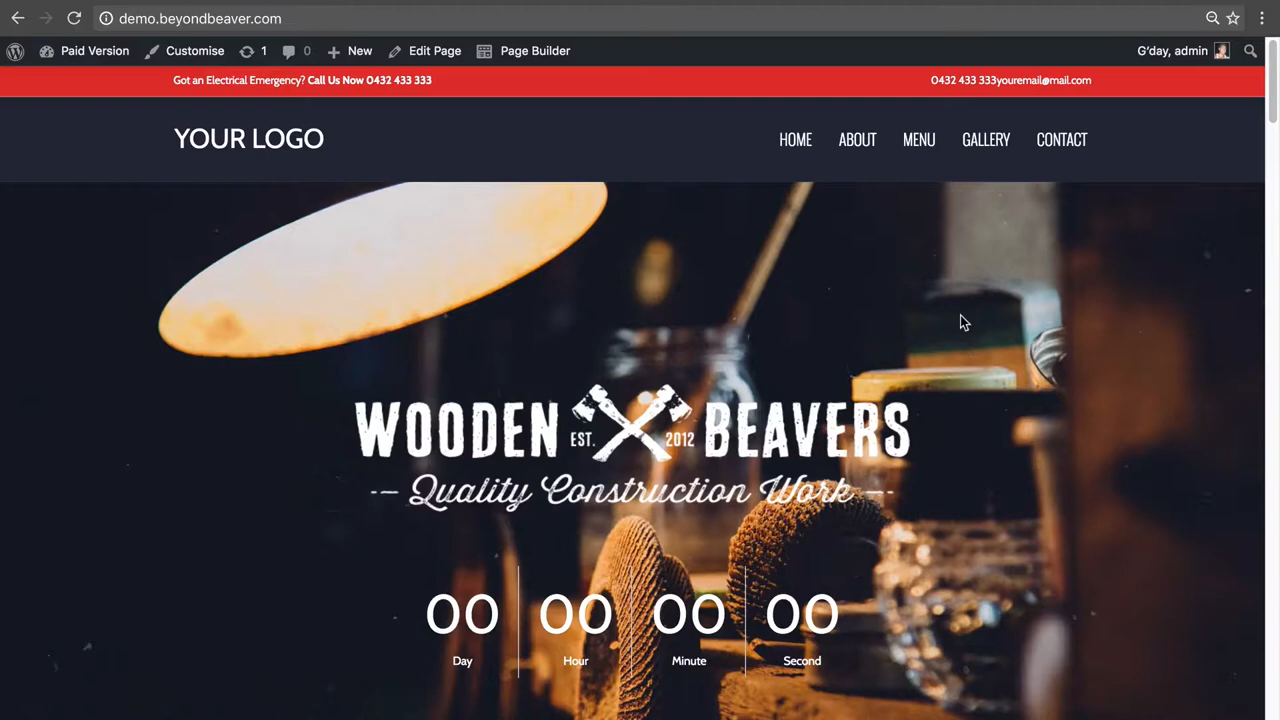 demo.beyondbeaver.com
Paid Version Customise 1 0 New Edit Page Page Builder G'day, admin
Got an Electrical Emergency? Call Us Now 0432 433 333 0432 433 333youremail@mail.com
YOUR LOGO HOME ABOUT MENU GALLERY CONTACT
WOODEN EST. 2012 BEAVERS
Quality Construction Work
00 00 00 00
Day Hour Minute Second